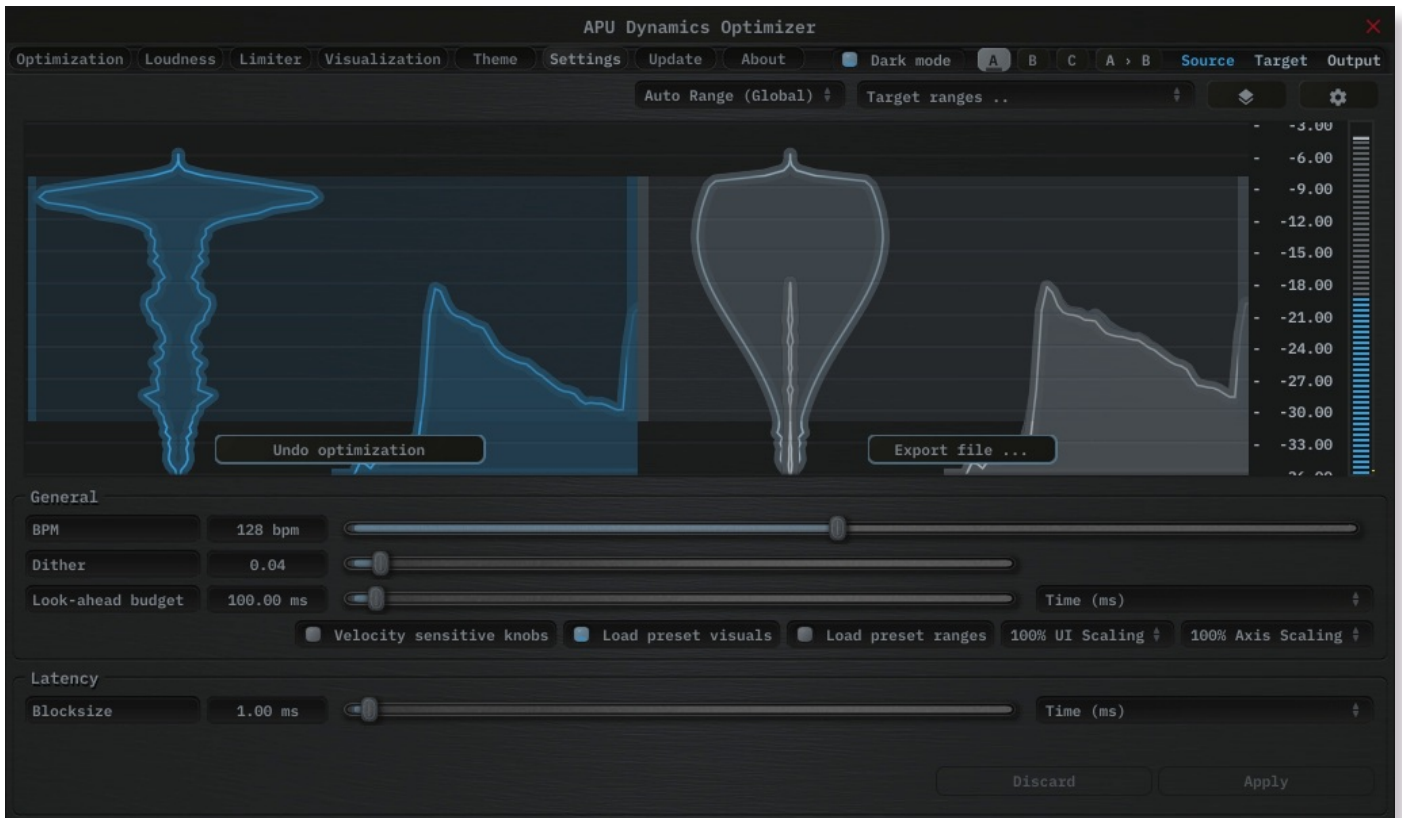 APU Dynamics Optimizer
Optimization Loudness Limiter Visualization Theme Settings Update About Dark mode A B C A › B Source Target Output
Auto Range (Global) Target ranges ..
- -3.00
- -6.00
- -9.00
- -12.00
- -15.00
- -18.00
- -21.00
- -24.00
- -27.00
- -30.00
- -33.00
Undo optimization Export file ...
General
BPM 128 bpm
Dither 0.04
Look-ahead budget 100.00 ms Time (ms)
Velocity sensitive knobs Load preset visuals Load preset ranges 100% UI Scaling 100% Axis Scaling
Latency
Blocksize 1.00 ms Time (ms)
Discard Apply